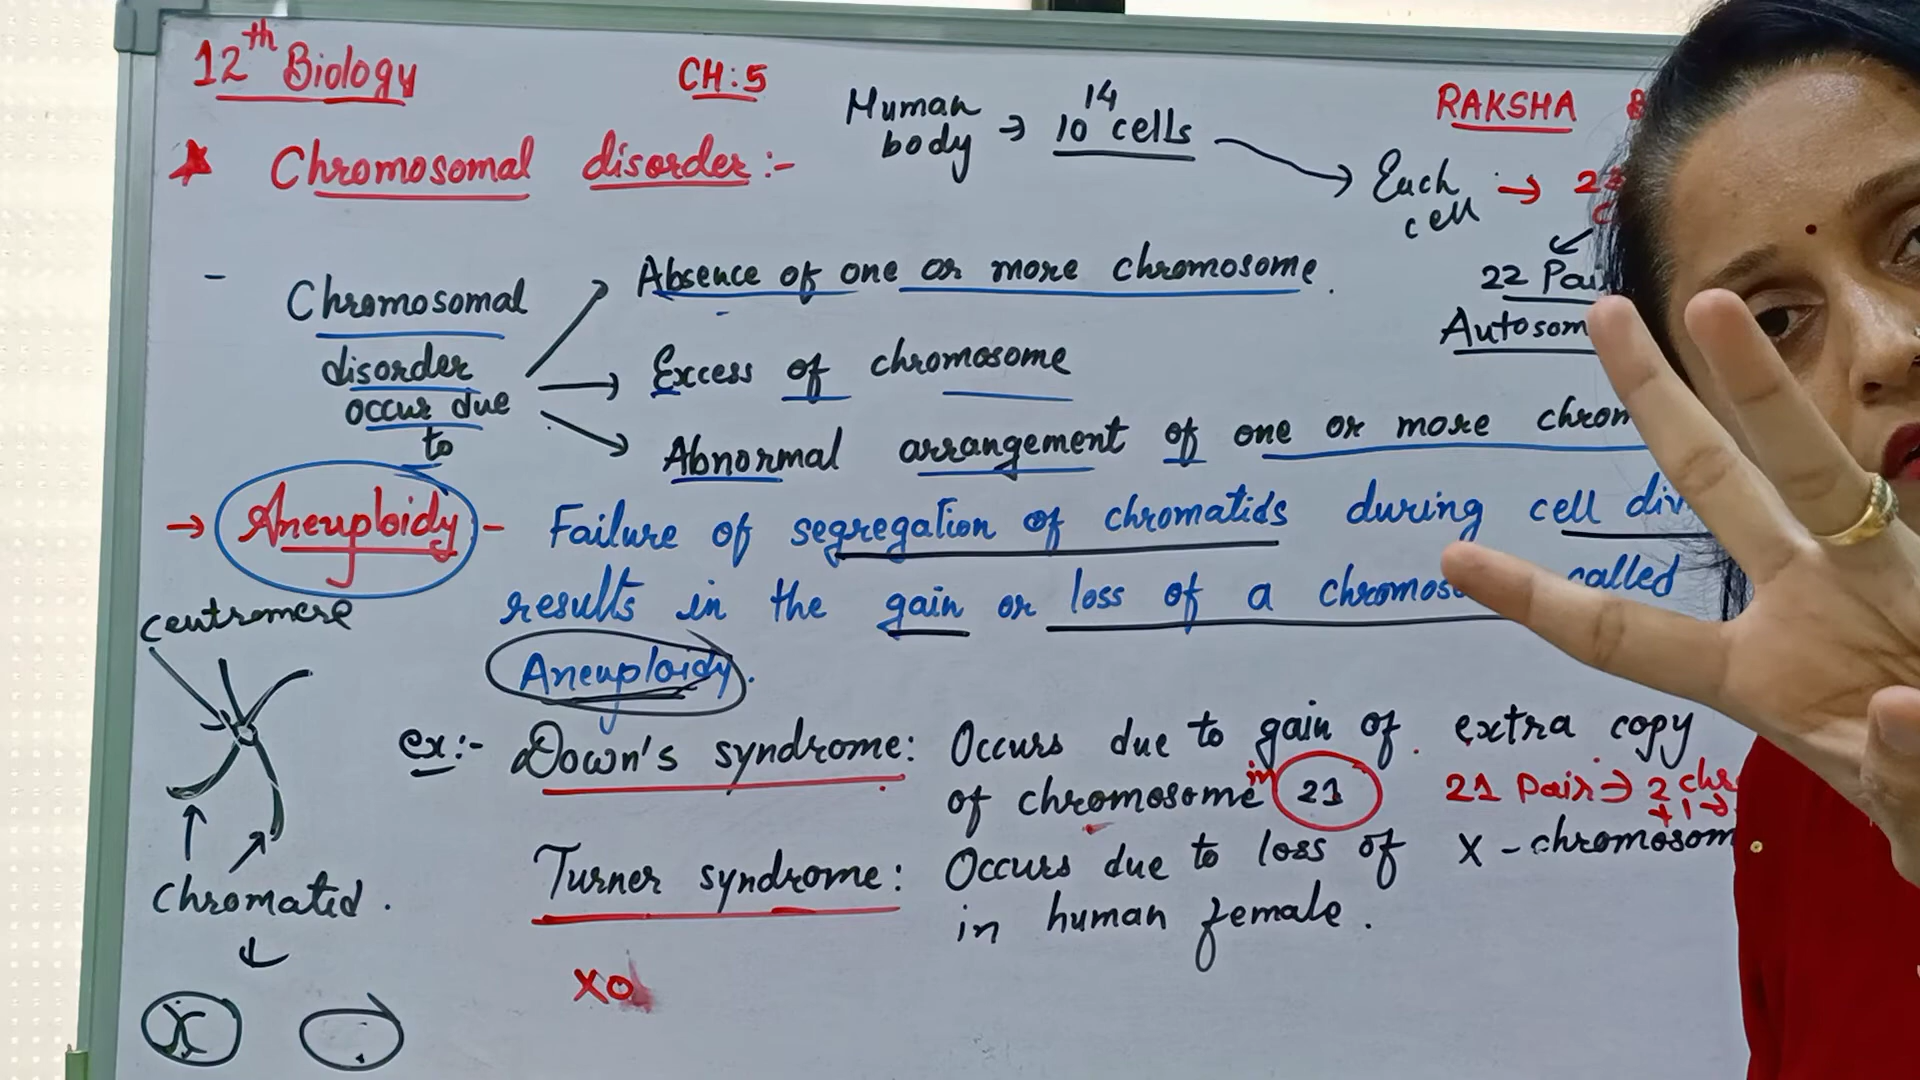 12th Biology
CH:5
RAKSHA
★ Chromosomal disorder:-
Human body → 10^14 cells
Each cell →
22 Pai
Autosom
- Chromosomal disorder occur due to
Absence of one or more chromosome.
→ Excess of chromosome
Abnormal arrangement of one or more chrom
→ Aneuploidy - Failure of segregation of chromatids during cell div
results in the gain or loss of a chromoso called
Aneuploidy.
centromere
chromatid.
ex:- Down's syndrome: Occurs due to gain of extra copy
of chromosome in 21
21 Pair → 2 chr
+ 1 →
Turner syndrome: Occurs due to loss of X - chromosom
in human female.
XO